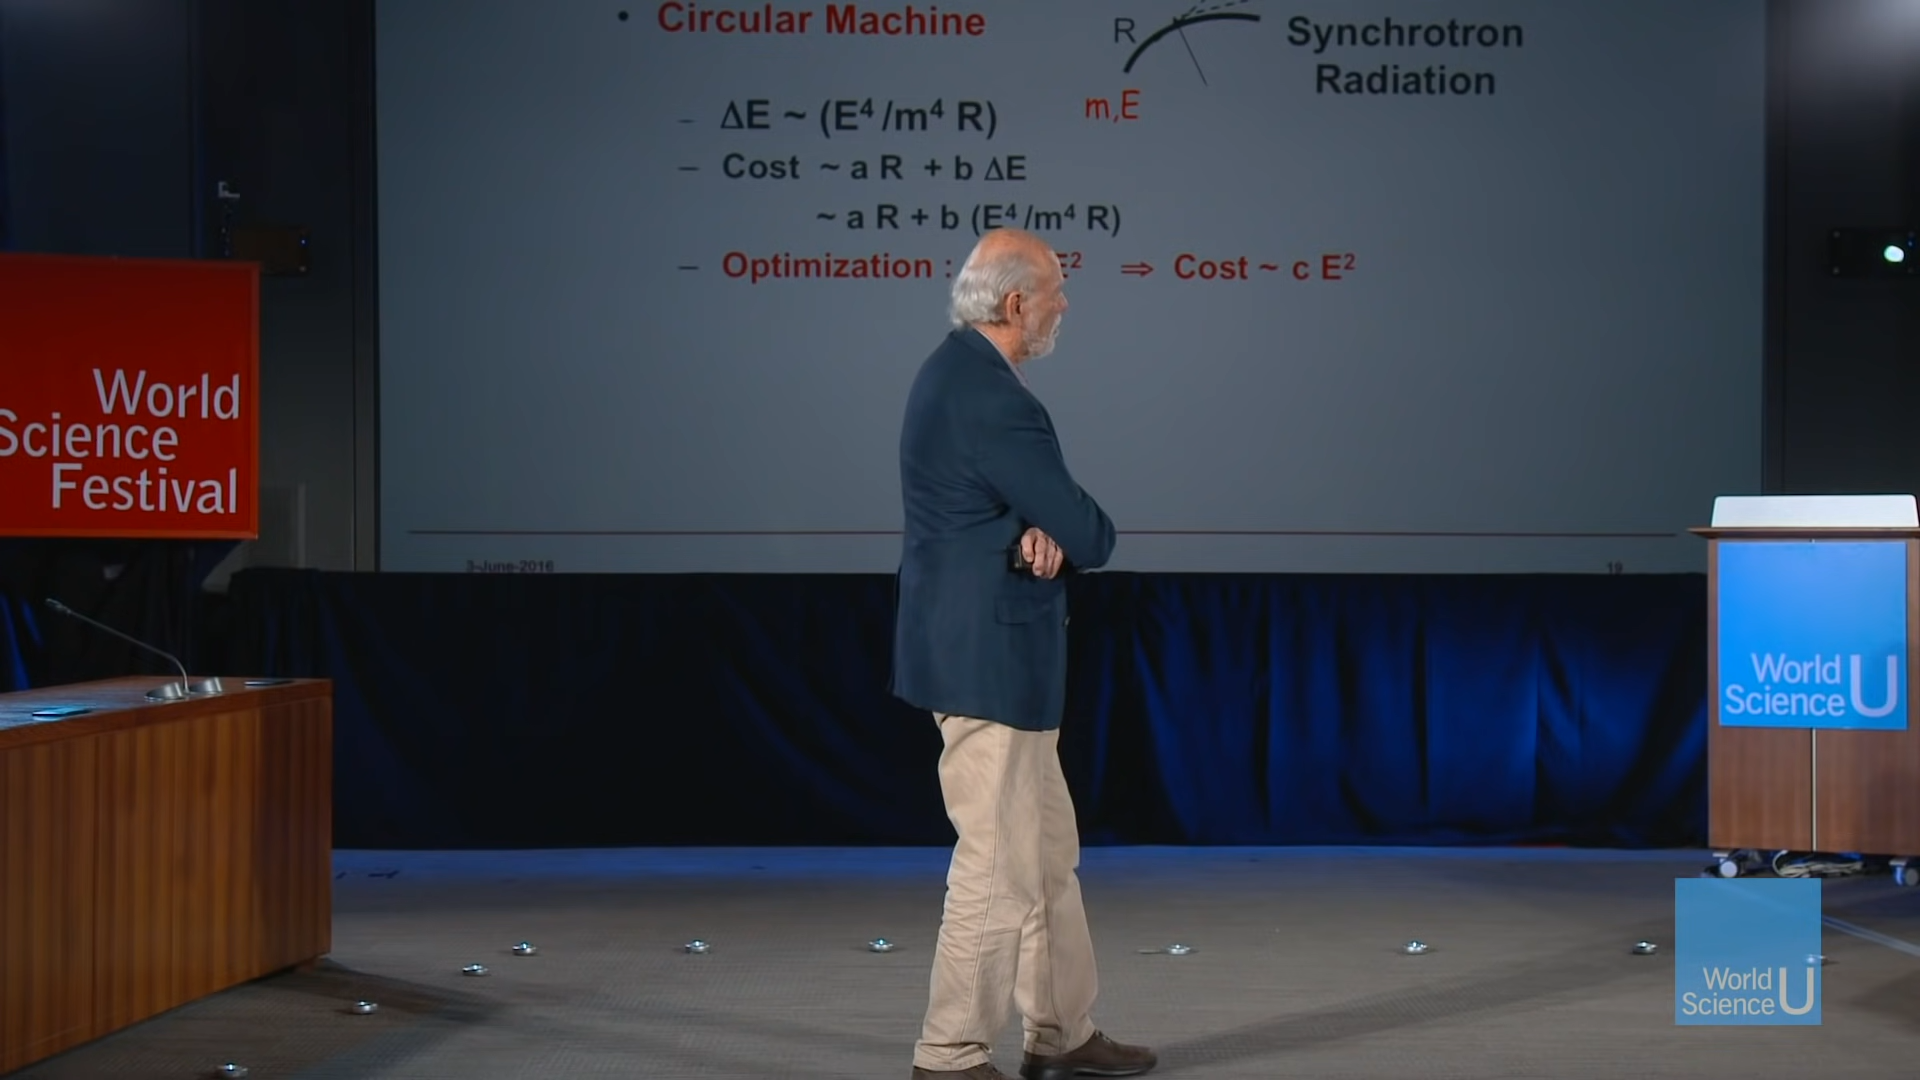 • Circular Machine
R
Synchrotron
Radiation
m,E
– ΔE ~ (E⁴/m⁴ R)
– Cost ~ a R + b ΔE
~ a R + b (E⁴/m⁴ R)
– Optimization : E² ⇒ Cost ~ c E²
3-June-2016
19
World
Science
Festival
World
Science U
World
Science U